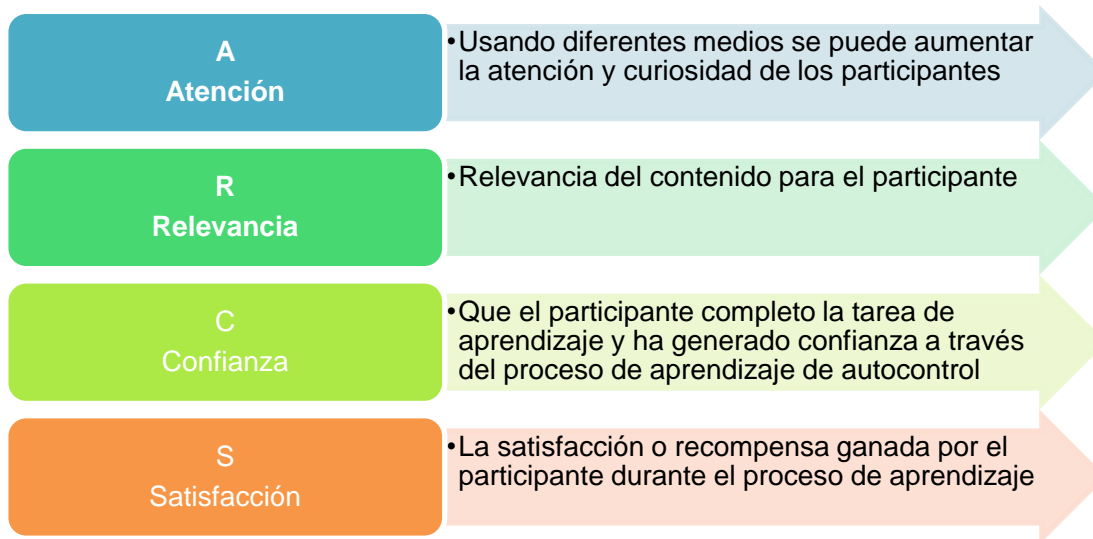 A
Atención
•Usando diferentes medios se puede aumentar
la atención y curiosidad de los participantes
R
Relevancia
•Relevancia del contenido para el participante
C
Confianza
•Que el participante completo la tarea de
aprendizaje y ha generado confianza a través
del proceso de aprendizaje de autocontrol
S
Satisfacción
•La satisfacción o recompensa ganada por el
participante durante el proceso de aprendizaje